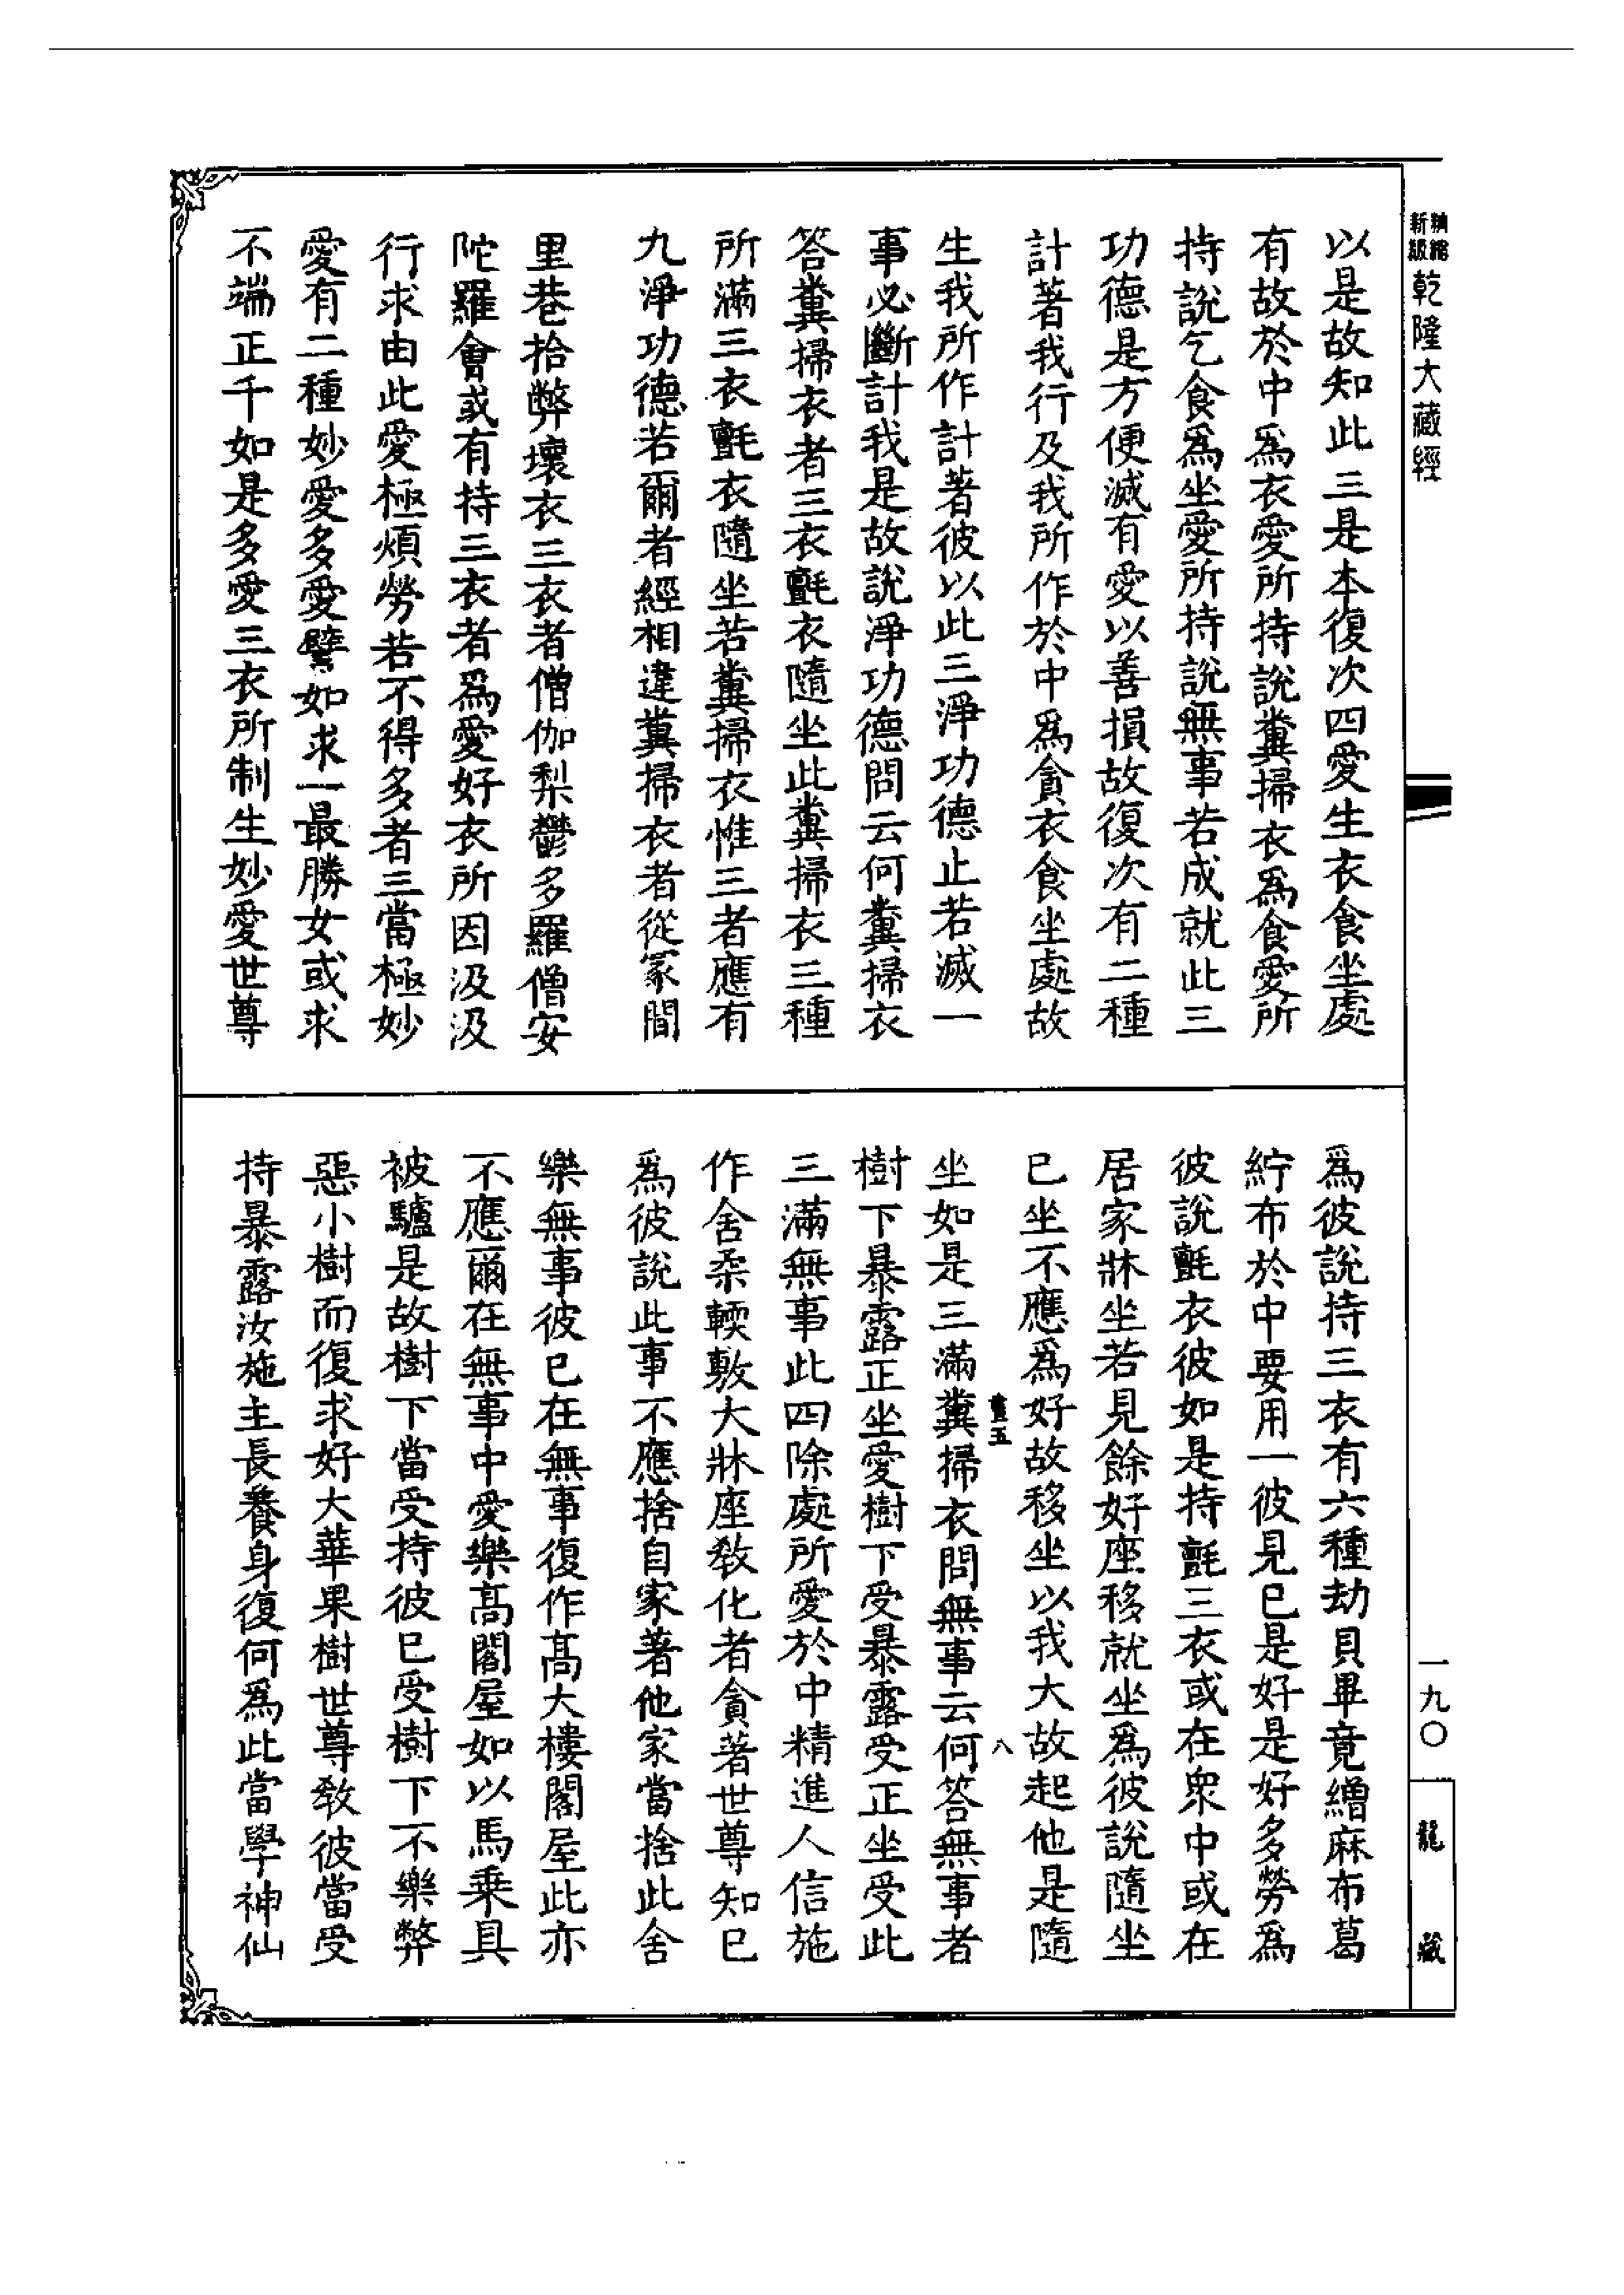 精縮
新級
乾隆大藏經
以是故知此三是本復次四愛生衣食坐處
有故於中為衣愛所持說糞掃衣為食愛所
持說乞食為坐愛所持說無事若成就此三
功德是方便滅有愛以善損故復次有二種
計著我行及我所作於中為貪衣食坐處故
生我所作計著彼以此三淨功德止若滅一
事必斷計我是故說淨功德問云何糞掃衣
答糞掃衣者三衣氀衣隨坐此糞掃衣三種
所滿三衣氀衣隨坐若糞掃衣惟三者應有
九淨功德若爾者經相違糞掃衣者從冢間
里巷拾弊壞衣三衣者僧伽梨鬱多羅僧安
陀羅會或有持三衣者為愛好衣所因汲汲
行求由此愛極煩勞若不得多者三當極妙
愛有二種妙愛多愛譬如求一最勝女或求
不端正千如是多愛三衣所制生妙愛世尊
為彼說持三衣有六種劫貝畢竟繒麻布葛
紵布於中要用一彼見已是好是好多勞為
彼說氀衣彼如是持氀三衣或在眾中或在
居家牀坐若見餘好座移就坐為彼說隨坐
已坐不應為好故移坐以我大故起他是隨
坐如是三滿糞掃衣問無事云何答無事者
樹下暴露正坐愛樹下受暴露受正坐受此
三滿無事此四除處所愛於中精進人信施
作舍柔輭敷大牀座教化者貪著世尊知已
為彼說此事不應捨自家著他家當捨此舍
樂無事彼已在無事復作高大樓閣屋此亦
不應爾在無事中愛樂高閣屋如以馬乘具
被驢是故樹下當受持彼已受樹下不樂弊
惡小樹而復求好大華果樹世尊教彼當受
持暴露汝施主長養身復何為此當學神仙
八
一九〇
龍藏